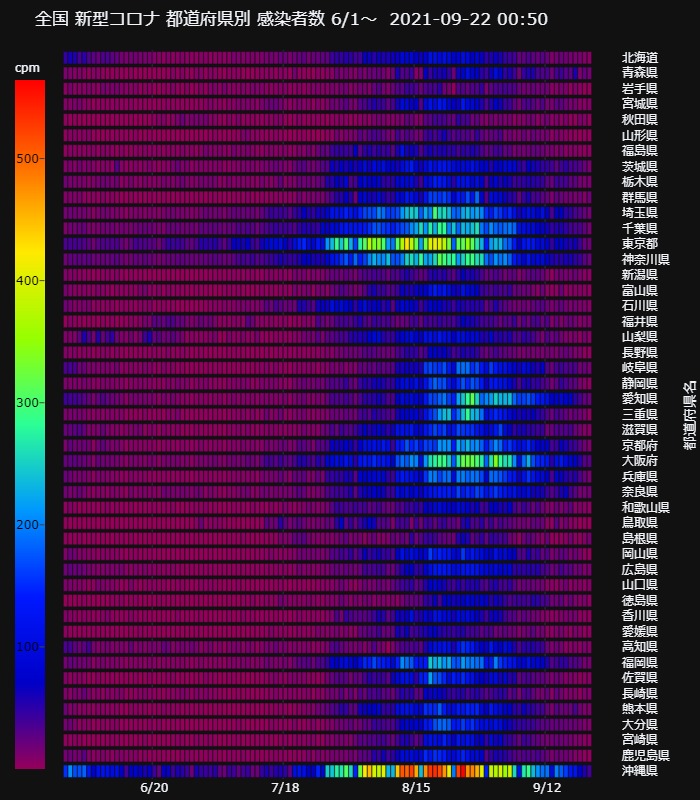 全国 新型コロナ 都道府県別 感染者数 6/1～ 2021-09-22 00:50
cpm
500
400
300
200
100
北海道
青森県
岩手県
宮城県
秋田県
山形県
福島県
茨城県
栃木県
群馬県
埼玉県
千葉県
東京都
神奈川県
新潟県
富山県
石川県
福井県
山梨県
長野県
岐阜県
静岡県
愛知県
三重県
滋賀県
京都府
大阪府
兵庫県
奈良県
和歌山県
鳥取県
島根県
岡山県
広島県
山口県
徳島県
香川県
愛媛県
高知県
福岡県
佐賀県
長崎県
熊本県
大分県
宮崎県
鹿児島県
沖縄県
都道府県名
6/20 7/18 8/15 9/12